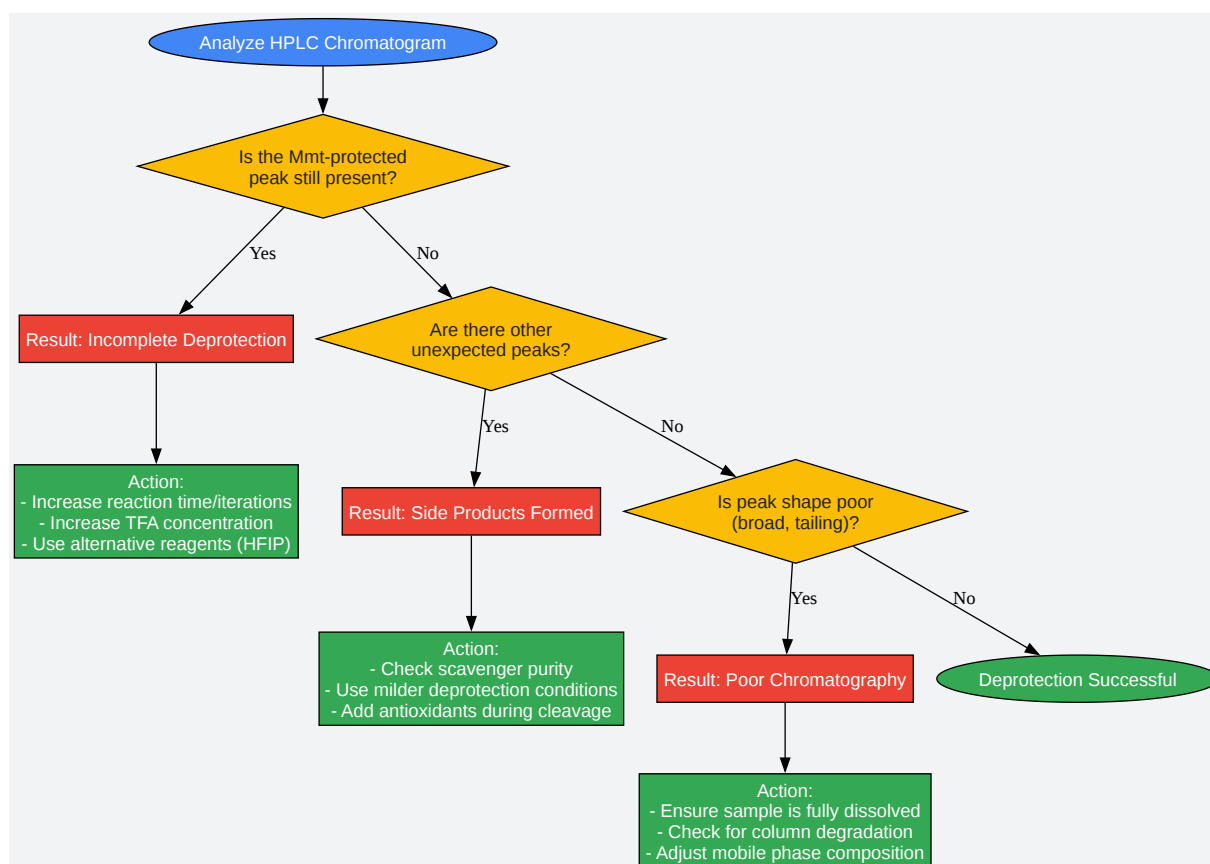 Analyze HPLC Chromatogram
Is the Mmt-protected
peak still present?
Yes
No
Result: Incomplete Deprotection
Are there other
unexpected peaks?
Action:
- Increase reaction time/iterations
- Increase TFA concentration
- Use alternative reagents (HFIP)
Yes
No
Result: Side Products Formed
Is peak shape poor
(broad, tailing)?
Action:
- Check scavenger purity
- Use milder deprotection conditions
- Add antioxidants during cleavage
Yes
No
Result: Poor Chromatography
Deprotection Successful
Action:
- Ensure sample is fully dissolved
- Check for column degradation
- Adjust mobile phase composition